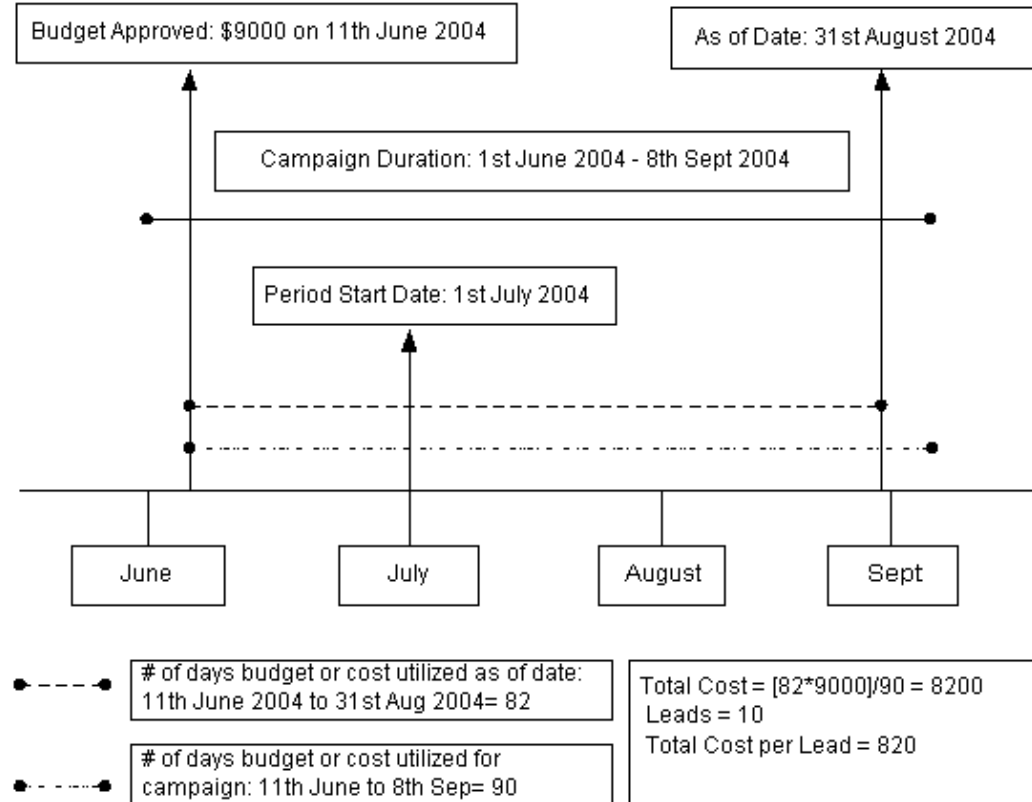 Budget Approved: $9000 on 11th June 2004
As of Date: 31st August 2004
Campaign Duration: 1st June 2004 - 8th Sept 2004
Period Start Date: 1st July 2004
June
July
August
Sept
# of days budget or cost utilized as of date:
11th June 2004 to 31st Aug 2004= 82
# of days budget or cost utilized for
campaign: 11th June to 8th Sep= 90
Total Cost = [82*9000]/90 = 8200
Leads = 10
Total Cost per Lead = 820